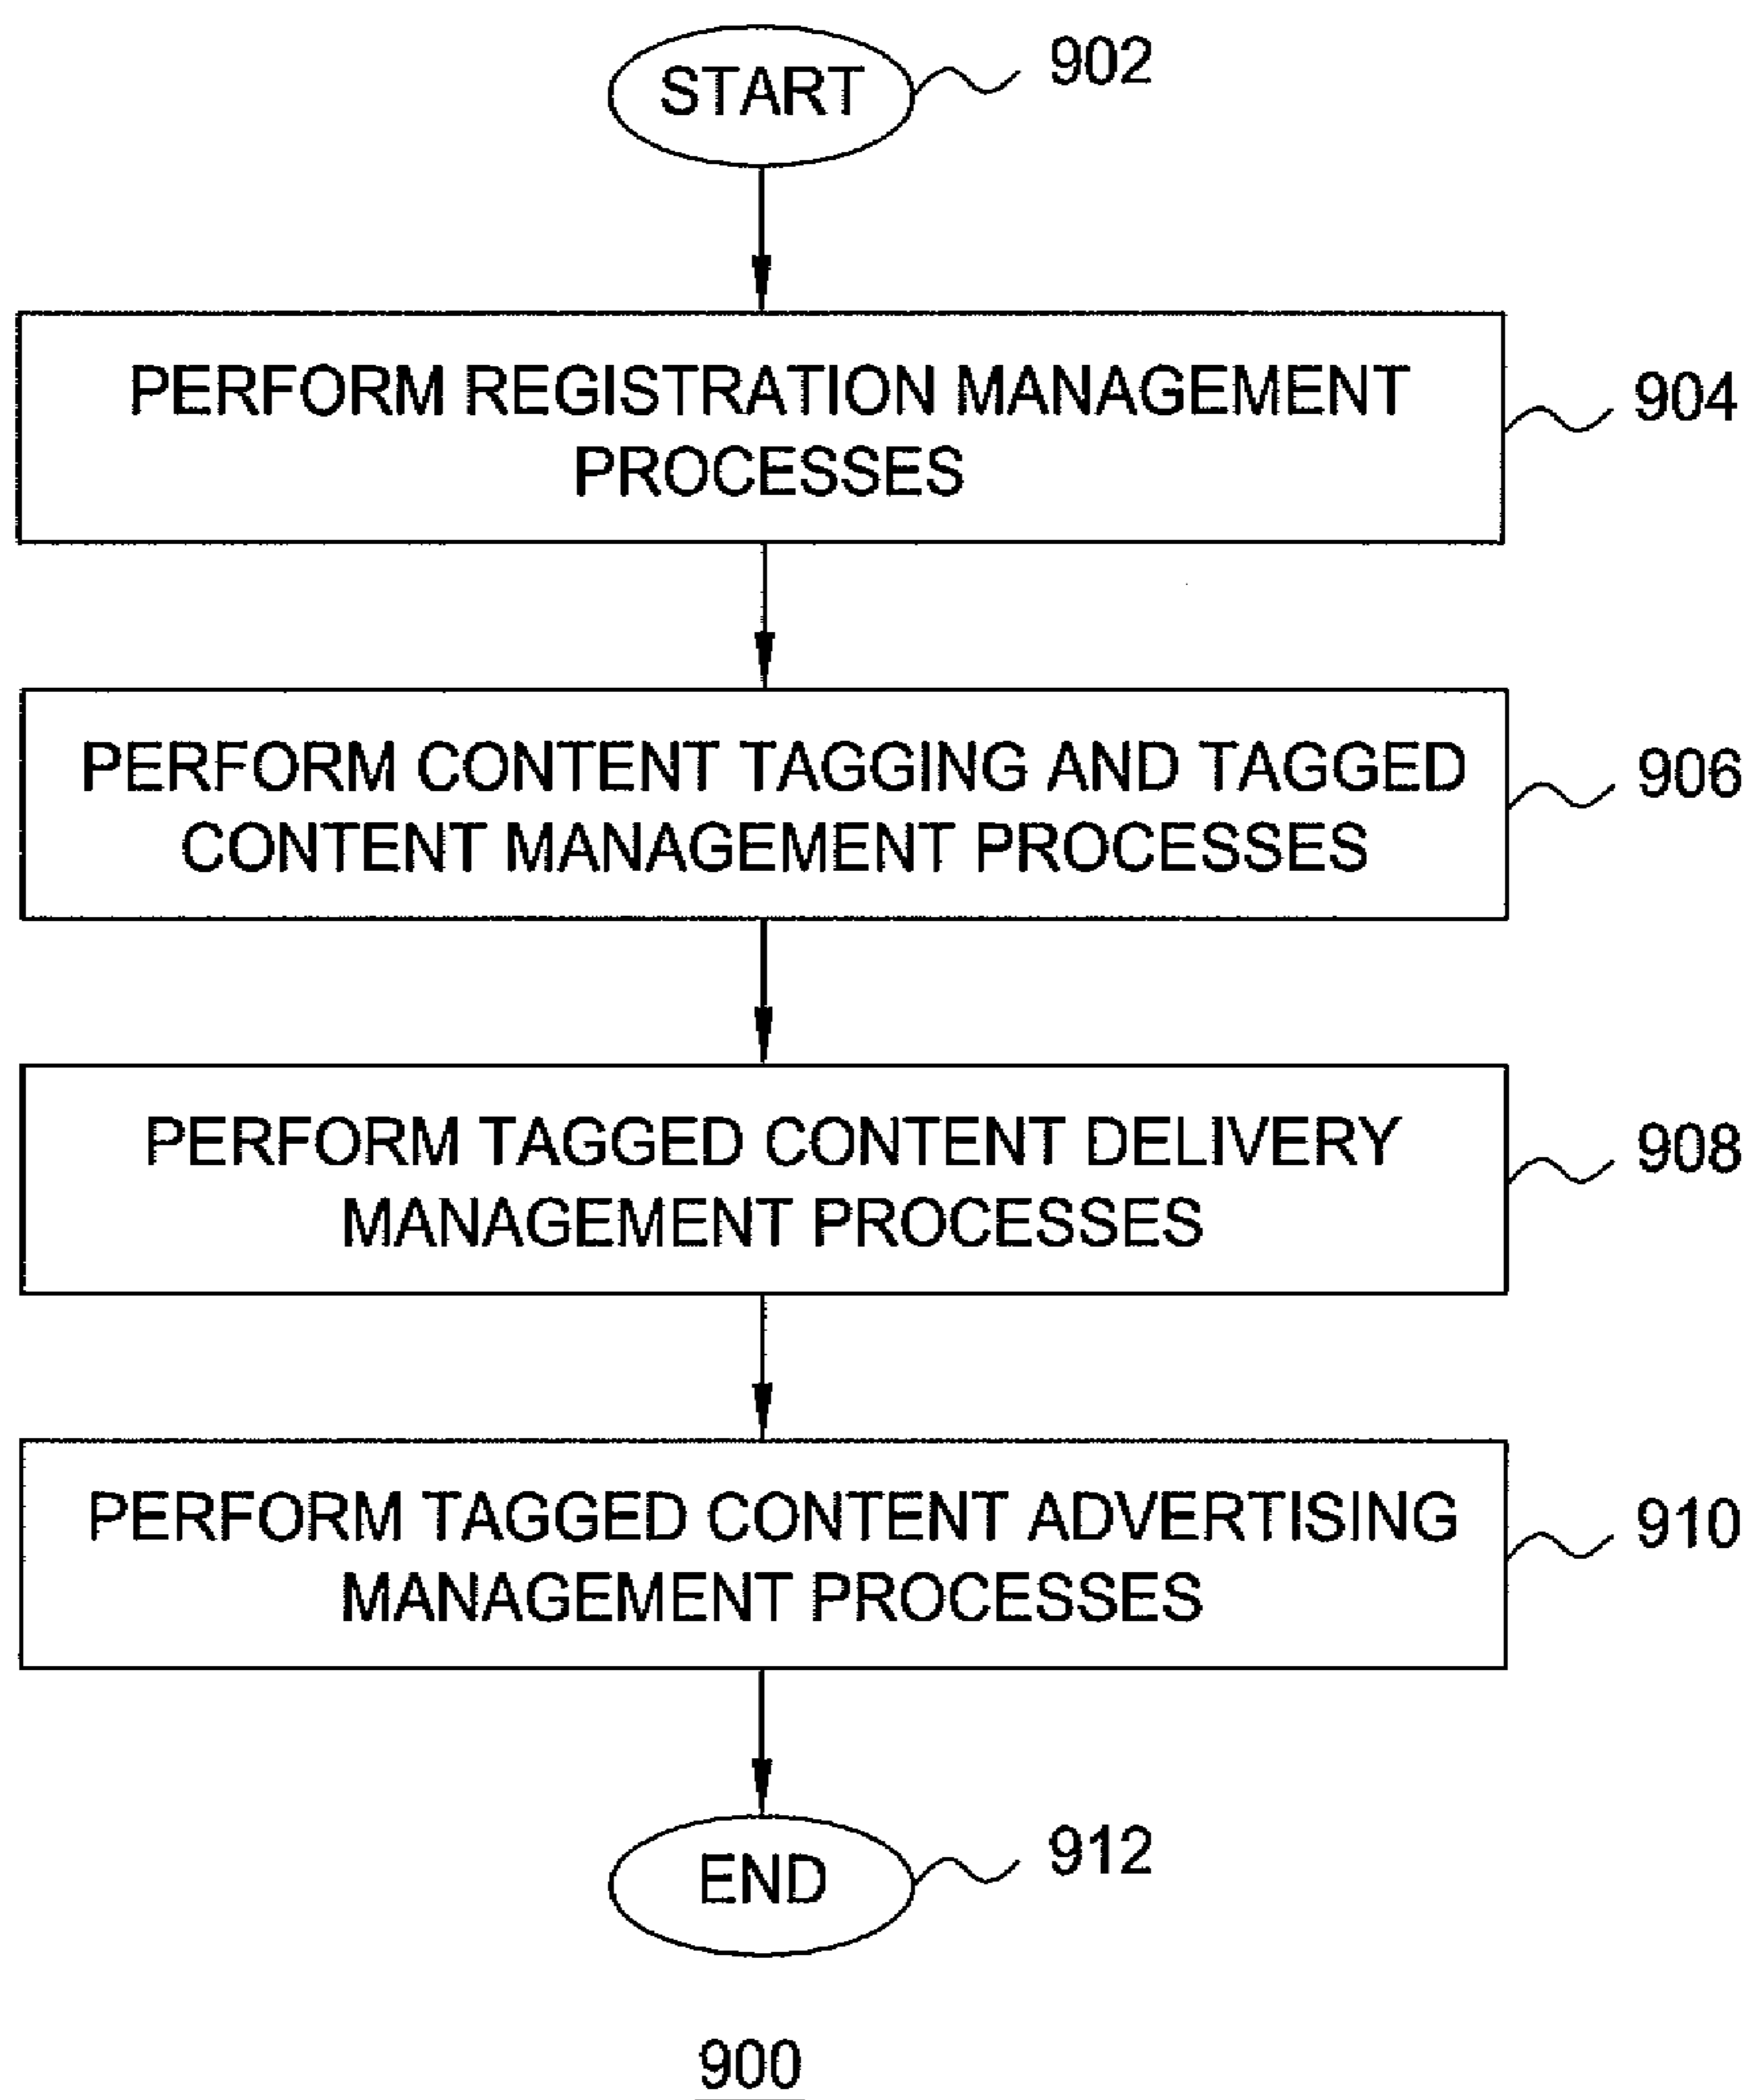 START
902
PERFORM REGISTRATION MANAGEMENT
PROCESSES
904
PERFORM CONTENT TAGGING AND TAGGED
CONTENT MANAGEMENT PROCESSES
906
PERFORM TAGGED CONTENT DELIVERY
MANAGEMENT PROCESSES
908
PERFORM TAGGED CONTENT ADVERTISING
MANAGEMENT PROCESSES
910
END
912
900